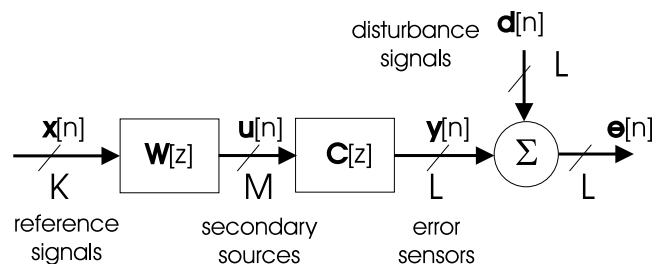 disturbance
signals
d[n]
L
x[n]
W[z]
u[n]
C[z]
y[n]
Σ
e[n]
K
M
L
L
reference
signals
secondary
sources
error
sensors